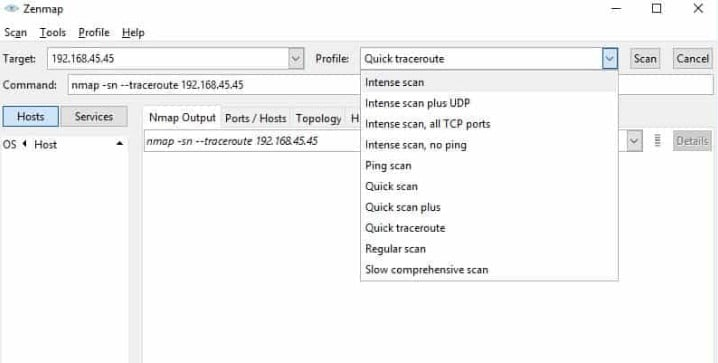 Zenmap
Scan Tools Profile Help
Target: 192.168.45.45 Profile: Quick traceroute Scan Cancel
Command: nmap -sn --traceroute 192.168.45.45
Hosts Services Nmap Output Ports / Hosts Topology H
OS Host nmap -sn --traceroute 192.168.45.45 Details
Intense scan
Intense scan plus UDP
Intense scan, all TCP ports
Intense scan, no ping
Ping scan
Quick scan
Quick scan plus
Quick traceroute
Regular scan
Slow comprehensive scan